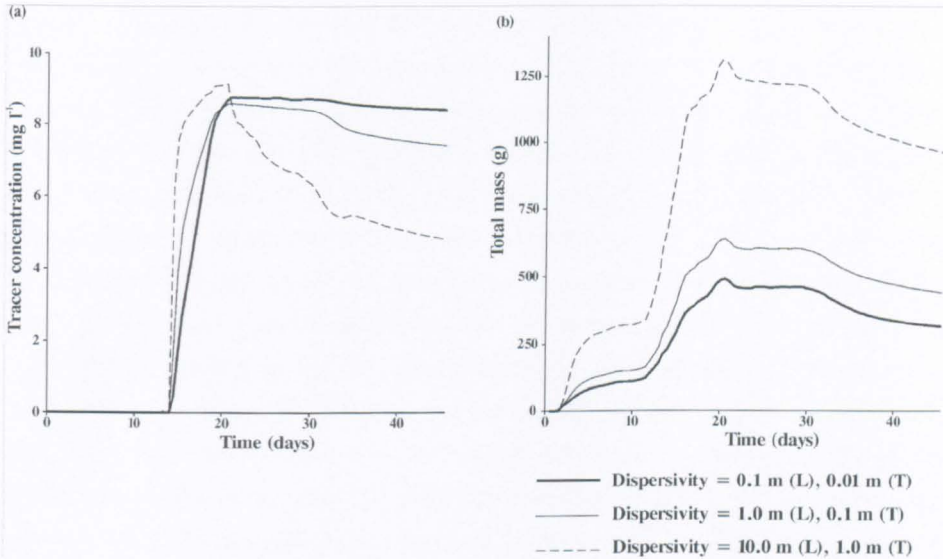 (a)
Tracer concentration (mg l⁻¹)
10
8
6
4
2
0
0 10 20 30 40
Time (days)
(b)
Total mass (g)
1250
1000
750
500
250
0
0 10 20 30 40
Time (days)
Dispersivity = 0.1 m (L), 0.01 m (T)
Dispersivity = 1.0 m (L), 0.1 m (T)
Dispersivity = 10.0 m (L), 1.0 m (T)